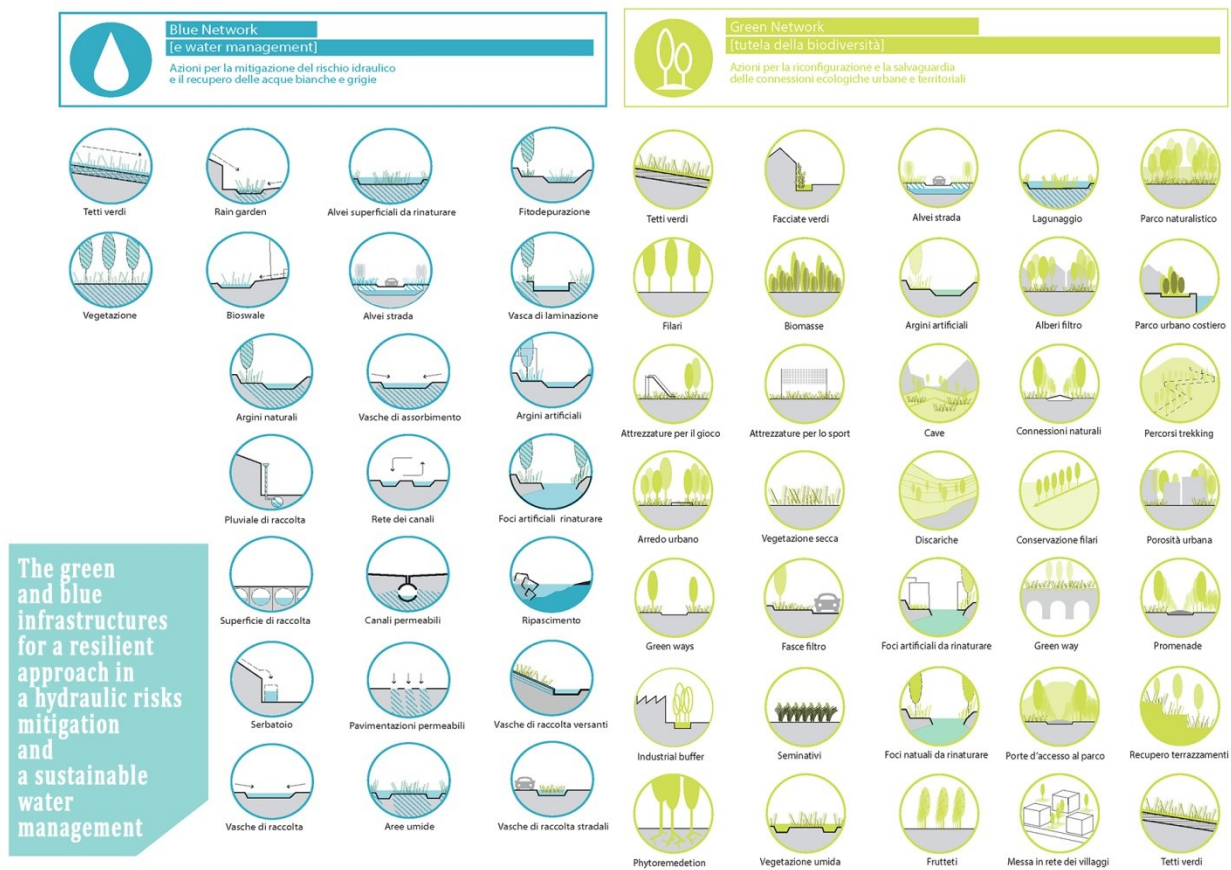 Blue Network
[e water management]
Azioni per la mitigazione del rischio idraulico
e il recupero delle acque bianche e grigie
Tetti verdi
Rain garden
Alvei superficiali da rinaturare
Fitodepurazione
Vegetazione
Bioswale
Alvei strada
Vasca di laminazione
Argini naturali
Vasche di assorbimento
Argini artificiali
Pluviale di raccolta
Rete dei canali
Foci artificiali rinaturare
Superficie di raccolta
Canali permeabili
Ripascimento
Serbatoio
Pavimentazioni permeabili
Vasche di raccolta versanti
Vasche di raccolta
Aree umide
Vasche di raccolta stradali
The green
and blue
infrastructures
for a resilient
approach in
a hydraulic risks
mitigation
and
a sustainable
water
management
Green Network
[tutela della biodiversità]
Azioni per la riconfigurazione e la salvaguardia
delle connessioni ecologiche urbane e territoriali
Tetti verdi
Facciate verdi
Alvei strada
Lagunaggio
Parco naturalistico
Filari
Biomasse
Argini artificiali
Alberi filtro
Parco urbano costiero
Attrezzature per il gioco
Attrezzature per lo sport
Cave
Connessioni naturali
Percorsi trekking
Arredo urbano
Vegetazione secca
Discariche
Conservazione filari
Porosità urbana
Green ways
Fasce filtro
Foci artificiali da rinaturare
Green way
Promenade
Industrial buffer
Seminativi
Foci natuali da rinaturare
Porte d'accesso al parco
Recupero terrazzamenti
Phytoremedetion
Vegetazione umida
Frutteti
Messa in rete dei villaggi
Tetti verdi